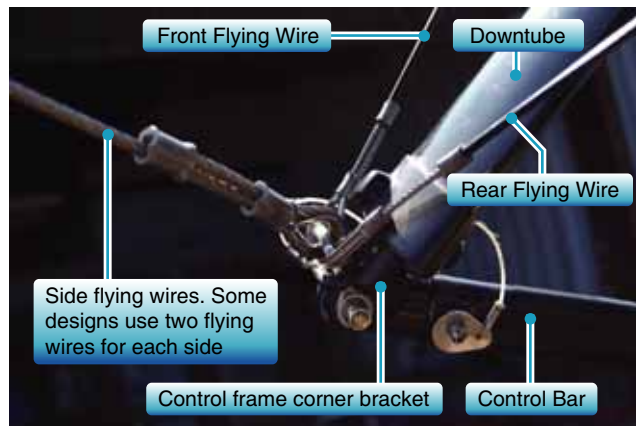 Front Flying Wire
Downtube
Rear Flying Wire
Side flying wires. Some
designs use two flying
wires for each side
Control frame corner bracket
Control Bar